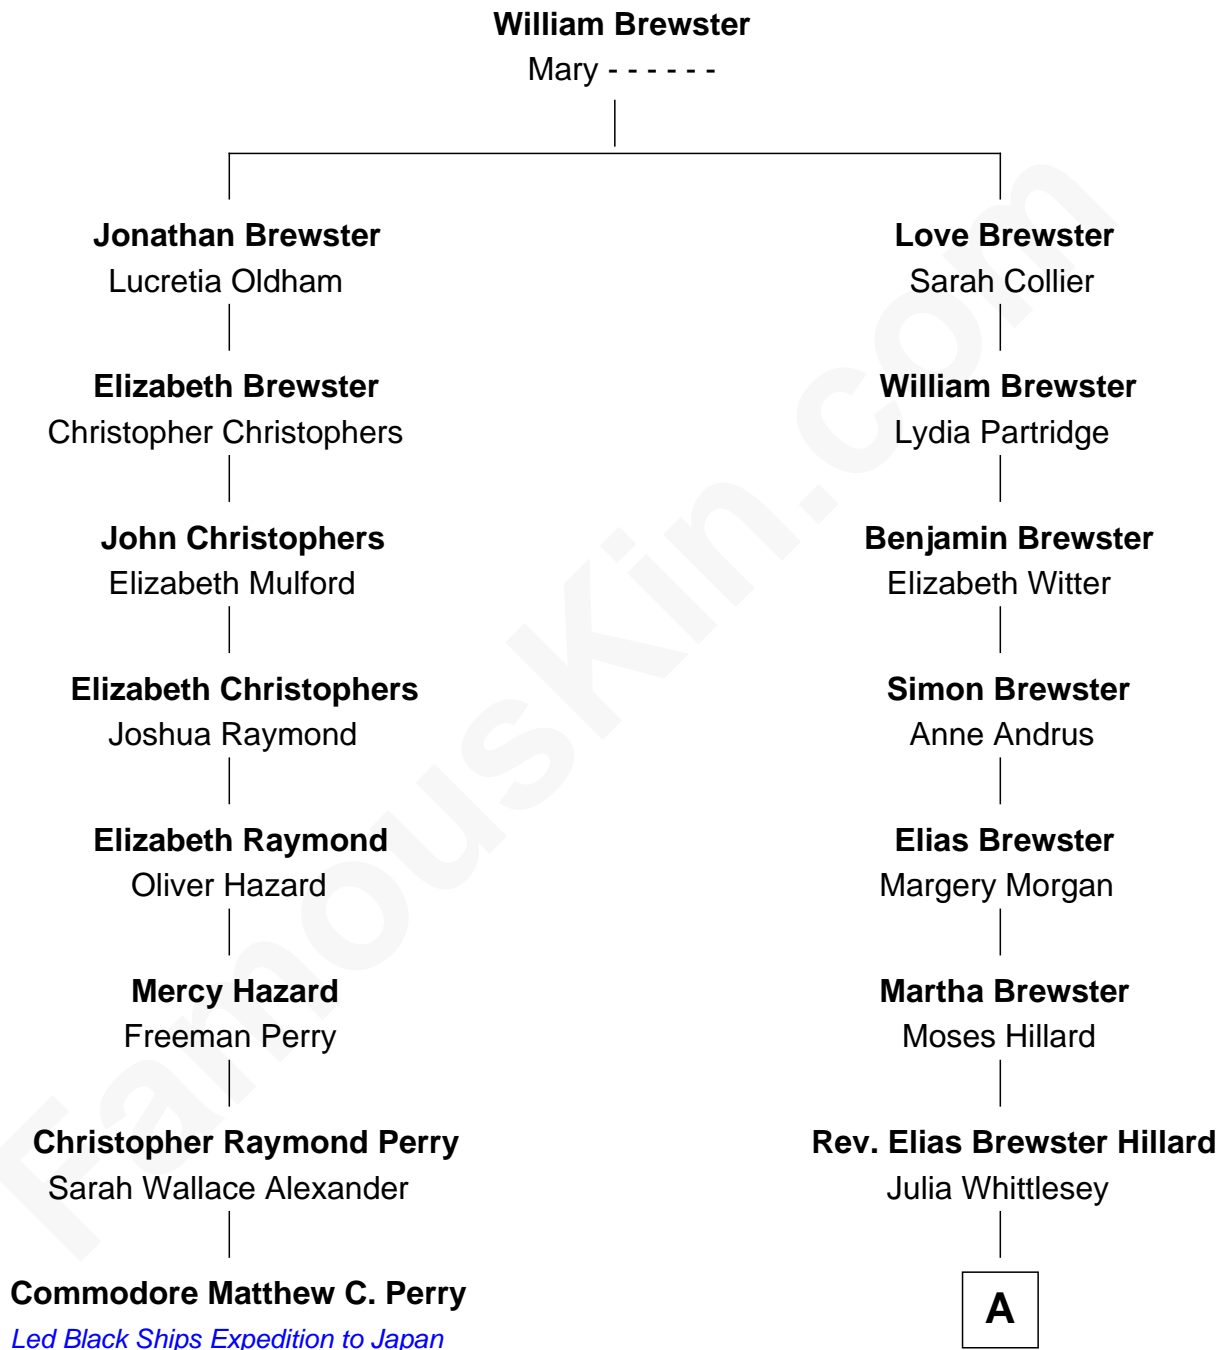 William Brewster
Mary - - - - - -
Jonathan Brewster
Lucretia Oldham
Love Brewster
Sarah Collier
Elizabeth Brewster
Christopher Christophers
William Brewster
Lydia Partridge
John Christophers
Elizabeth Mulford
Benjamin Brewster
Elizabeth Witter
Elizabeth Christophers
Joshua Raymond
Simon Brewster
Anne Andrus
Elizabeth Raymond
Oliver Hazard
Elias Brewster
Margery Morgan
Mercy Hazard
Freeman Perry
Martha Brewster
Moses Hillard
Christopher Raymond Perry
Sarah Wallace Alexander
Rev. Elias Brewster Hillard
Julia Whittlesey
Commodore Matthew C. Perry
Led Black Ships Expedition to Japan
A
FamousKin.com